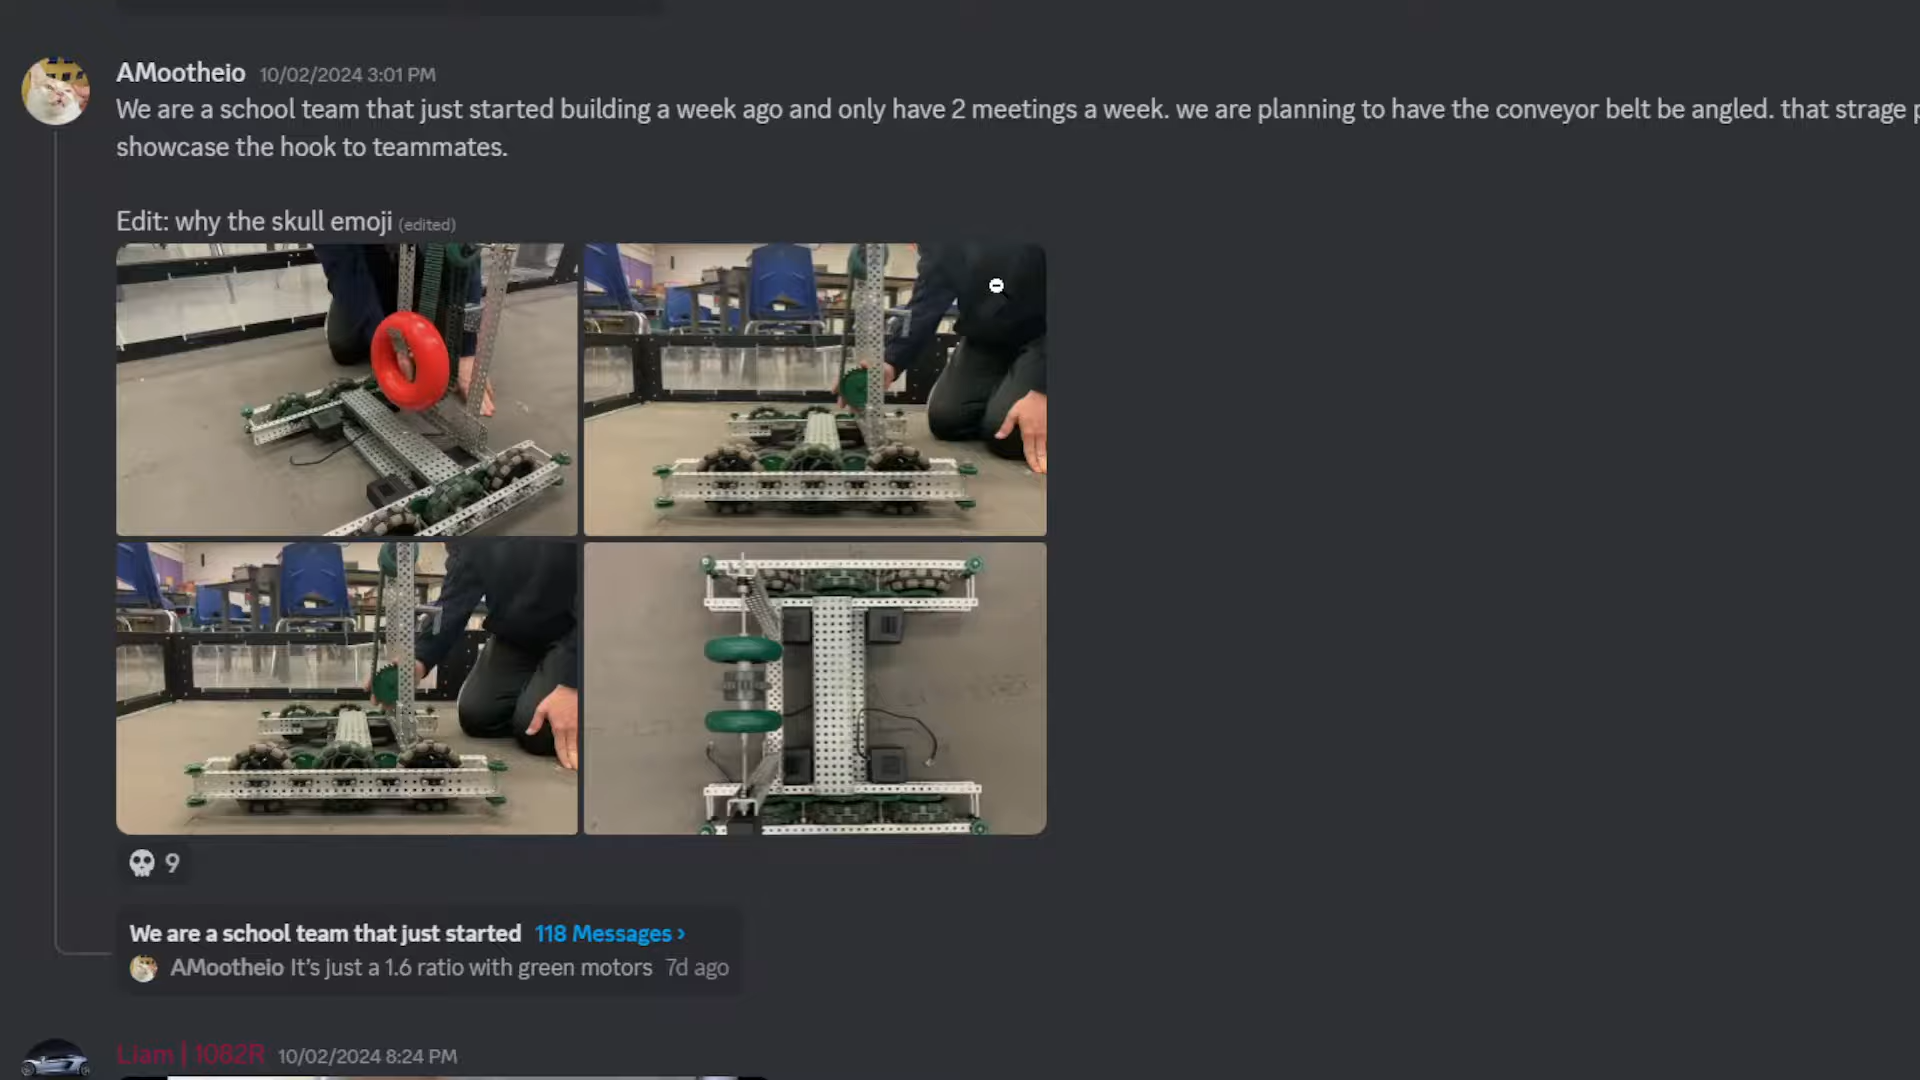 AMootheio 10/02/2024 3:01 PM
We are a school team that just started building a week ago and only have 2 meetings a week. we are planning to have the conveyor belt be angled. that strage p
showcase the hook to teammates.
Edit: why the skull emoji (edited)
9
We are a school team that just started 118 Messages ›
AMootheio It's just a 1.6 ratio with green motors 7d ago
Liam | 1082R 10/02/2024 8:24 PM